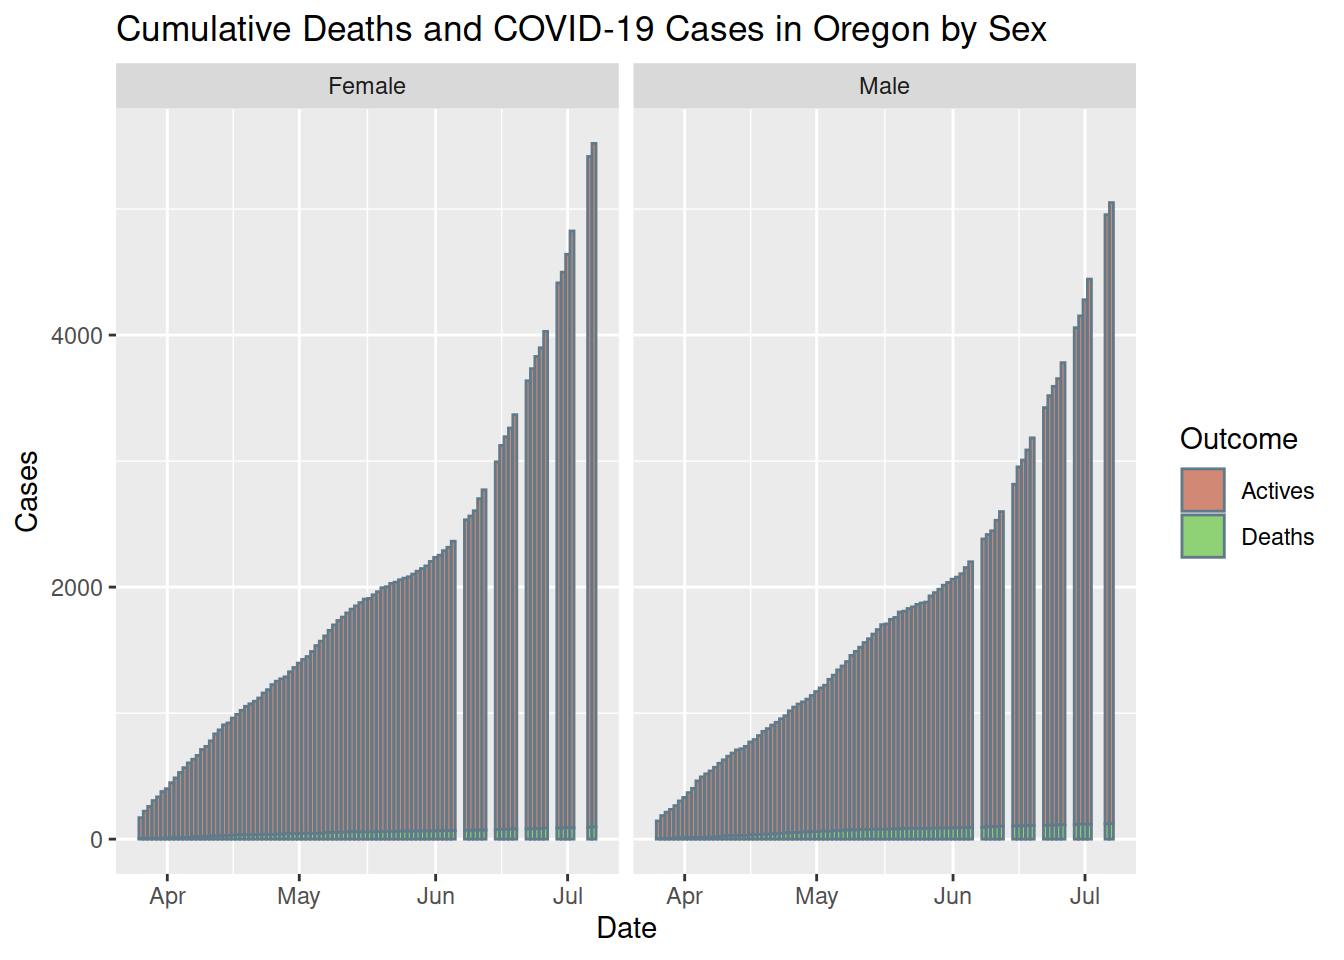 Cumulative Deaths and COVID-19 Cases in Oregon by Sex
Female
Male
Cases
4000
2000
0
Apr
May
Jun
Jul
Apr
May
Jun
Jul
Date
Outcome
Actives
Deaths